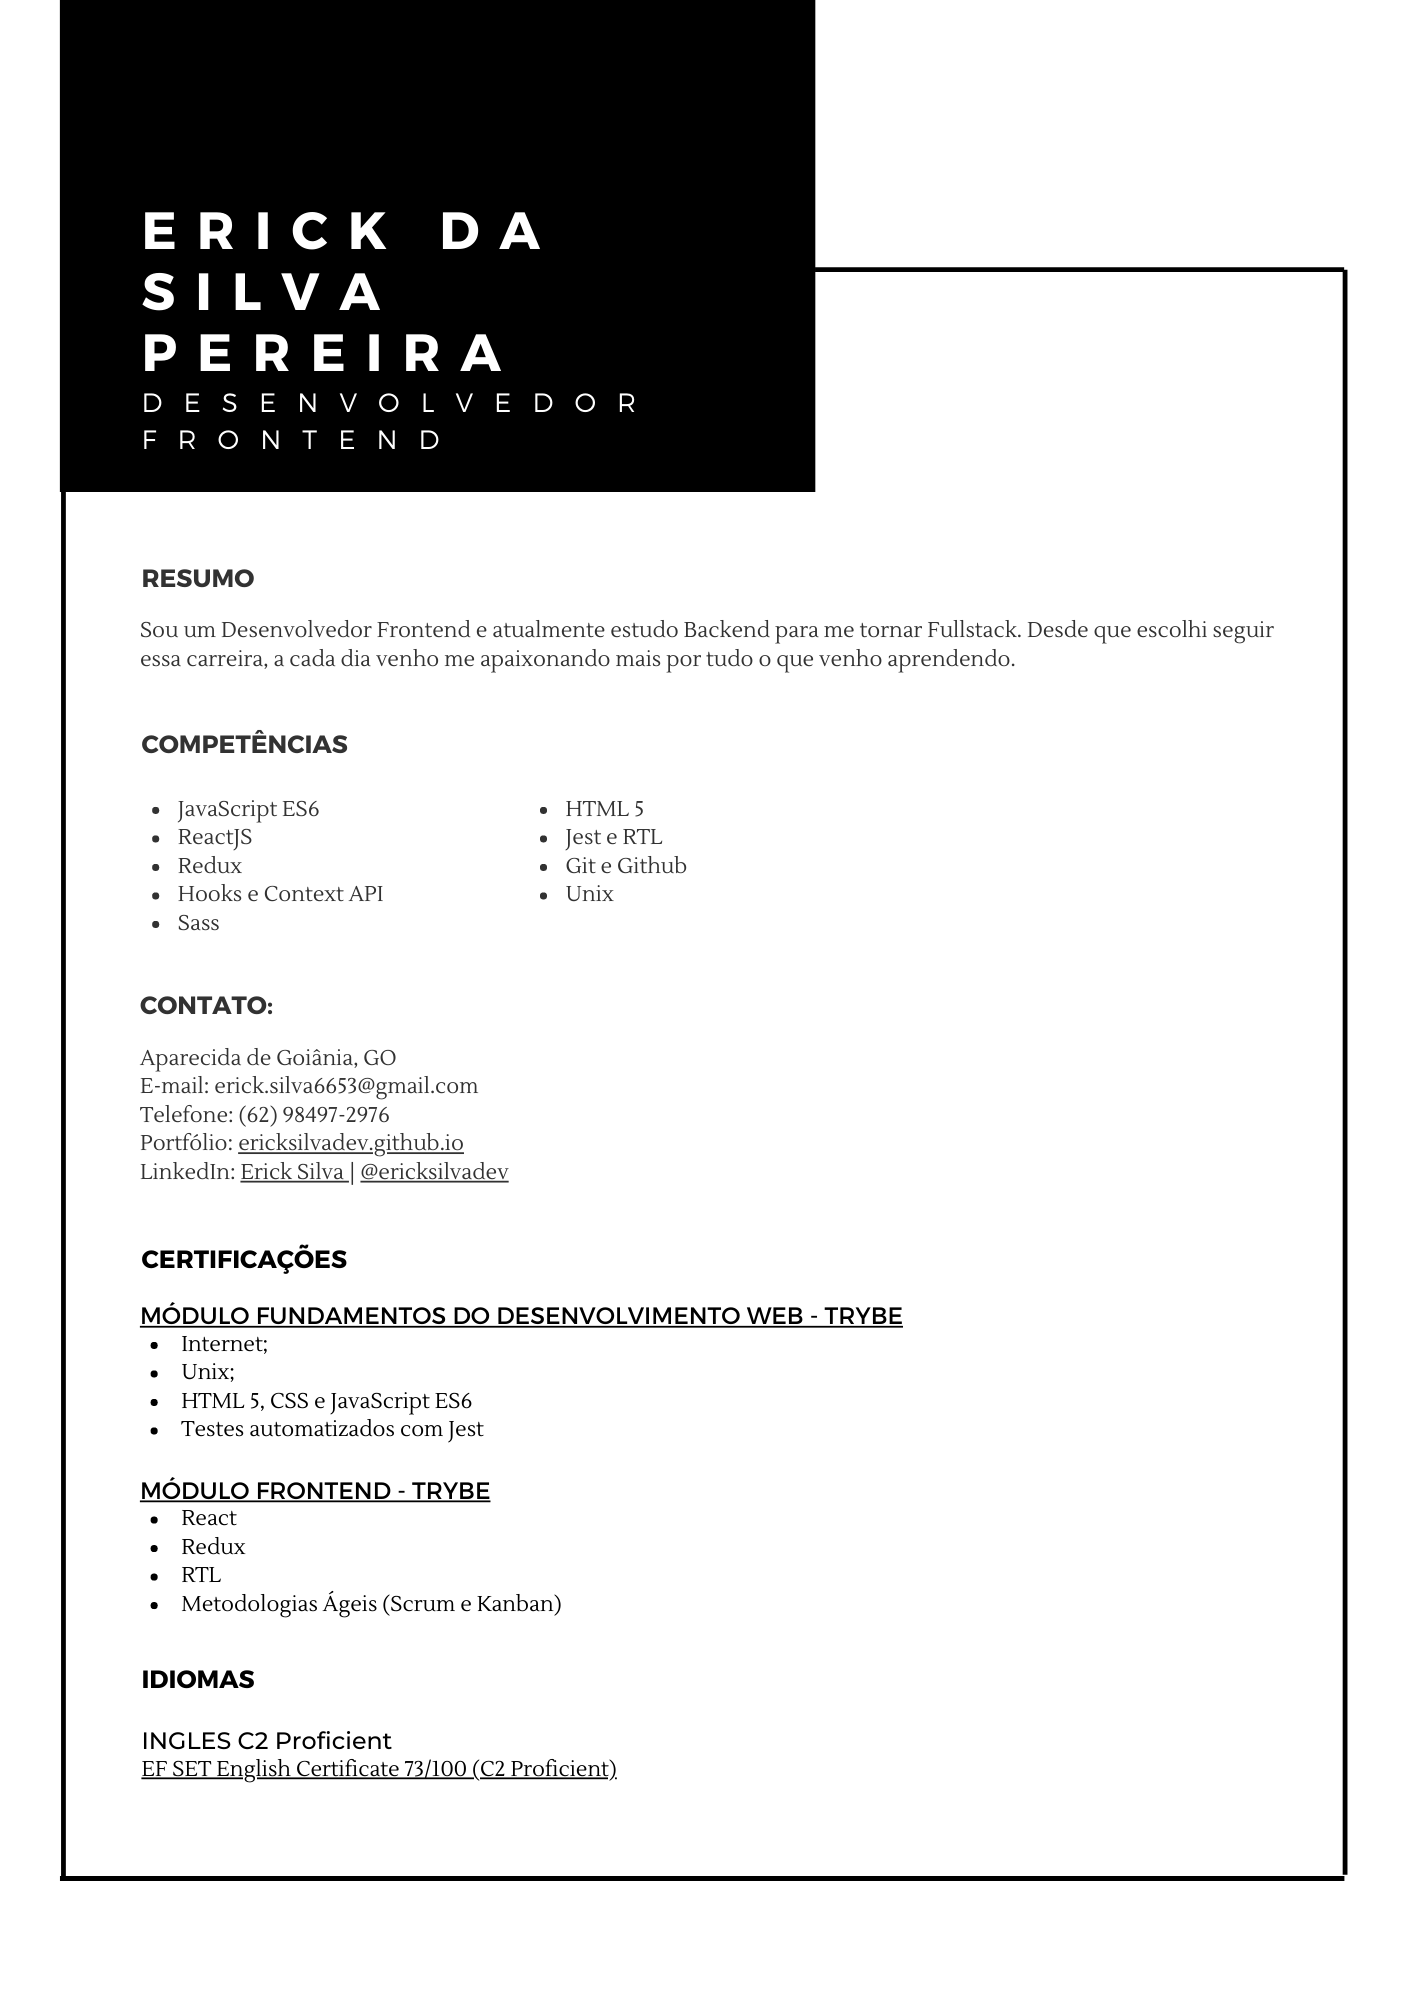 ERICK DA
SILVA
PEREIRA
DESENVOLVEDOR
FRONTEND
RESUMO
Sou um Desenvolvedor Frontend e atualmente estudo Backend para me tornar Fullstack. Desde que escolhi seguir
essa carreira, a cada dia venho me apaixonando mais por tudo o que venho aprendendo.
COMPETÊNCIAS
• JavaScript ES6
• ReactJS
• Redux
• Hooks e Context API
• Sass
• HTML 5
• Jest e RTL
• Git e Github
• Unix
CONTATO:
Aparecida de Goiânia, GO
E-mail: erick.silva6653@gmail.com
Telefone: (62) 98497-2976
Portfólio: ericksilvadev.github.io
LinkedIn: Erick Silva | @ericksilvadev
CERTIFICAÇÕES
MÓDULO FUNDAMENTOS DO DESENVOLVIMENTO WEB - TRYBE
• Internet;
• Unix;
• HTML 5, CSS e JavaScript ES6
• Testes automatizados com Jest
MÓDULO FRONTEND - TRYBE
• React
• Redux
• RTL
• Metodologias Ágeis (Scrum e Kanban)
IDIOMAS
INGLES C2 Proficient
EF SET English Certificate 73/100 (C2 Proficient)